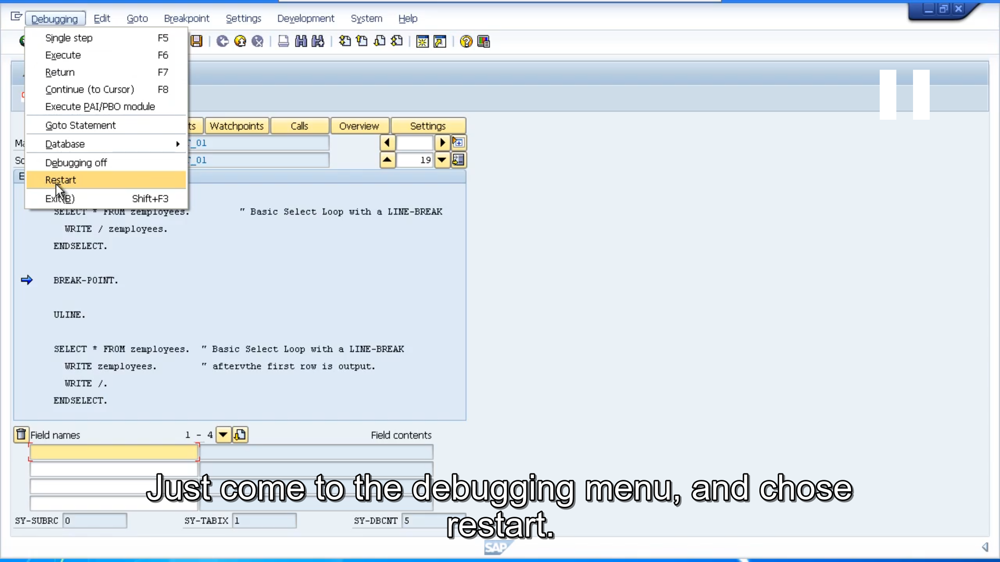 Debugging Edit Goto Breakpoint Settings Development System Help
Single step F5
Execute F6
Return F7
Continue (to Cursor) F8
Execute PAI/PBO module
Goto Statement
Database
Debugging off
Restart
Exit(B) Shift+F3
ts Watchpoints Calls Overview Settings
Ma _01
So _01 19
E
SELECT * FROM zemployees. " Basic Select Loop with a LINE-BREAK
WRITE / zemployees.
ENDSELECT.
BREAK-POINT.
ULINE.
SELECT * FROM zemployees. " Basic Select Loop with a LINE-BREAK
WRITE zemployees. " aftervthe first row is output.
WRITE /.
ENDSELECT.
Field names 1 - 4 Field contents
Just come to the debugging menu, and chose
restart.
SY-SUBRC 0 SY-TABIX 1 SY-DBCNT 5
SAP